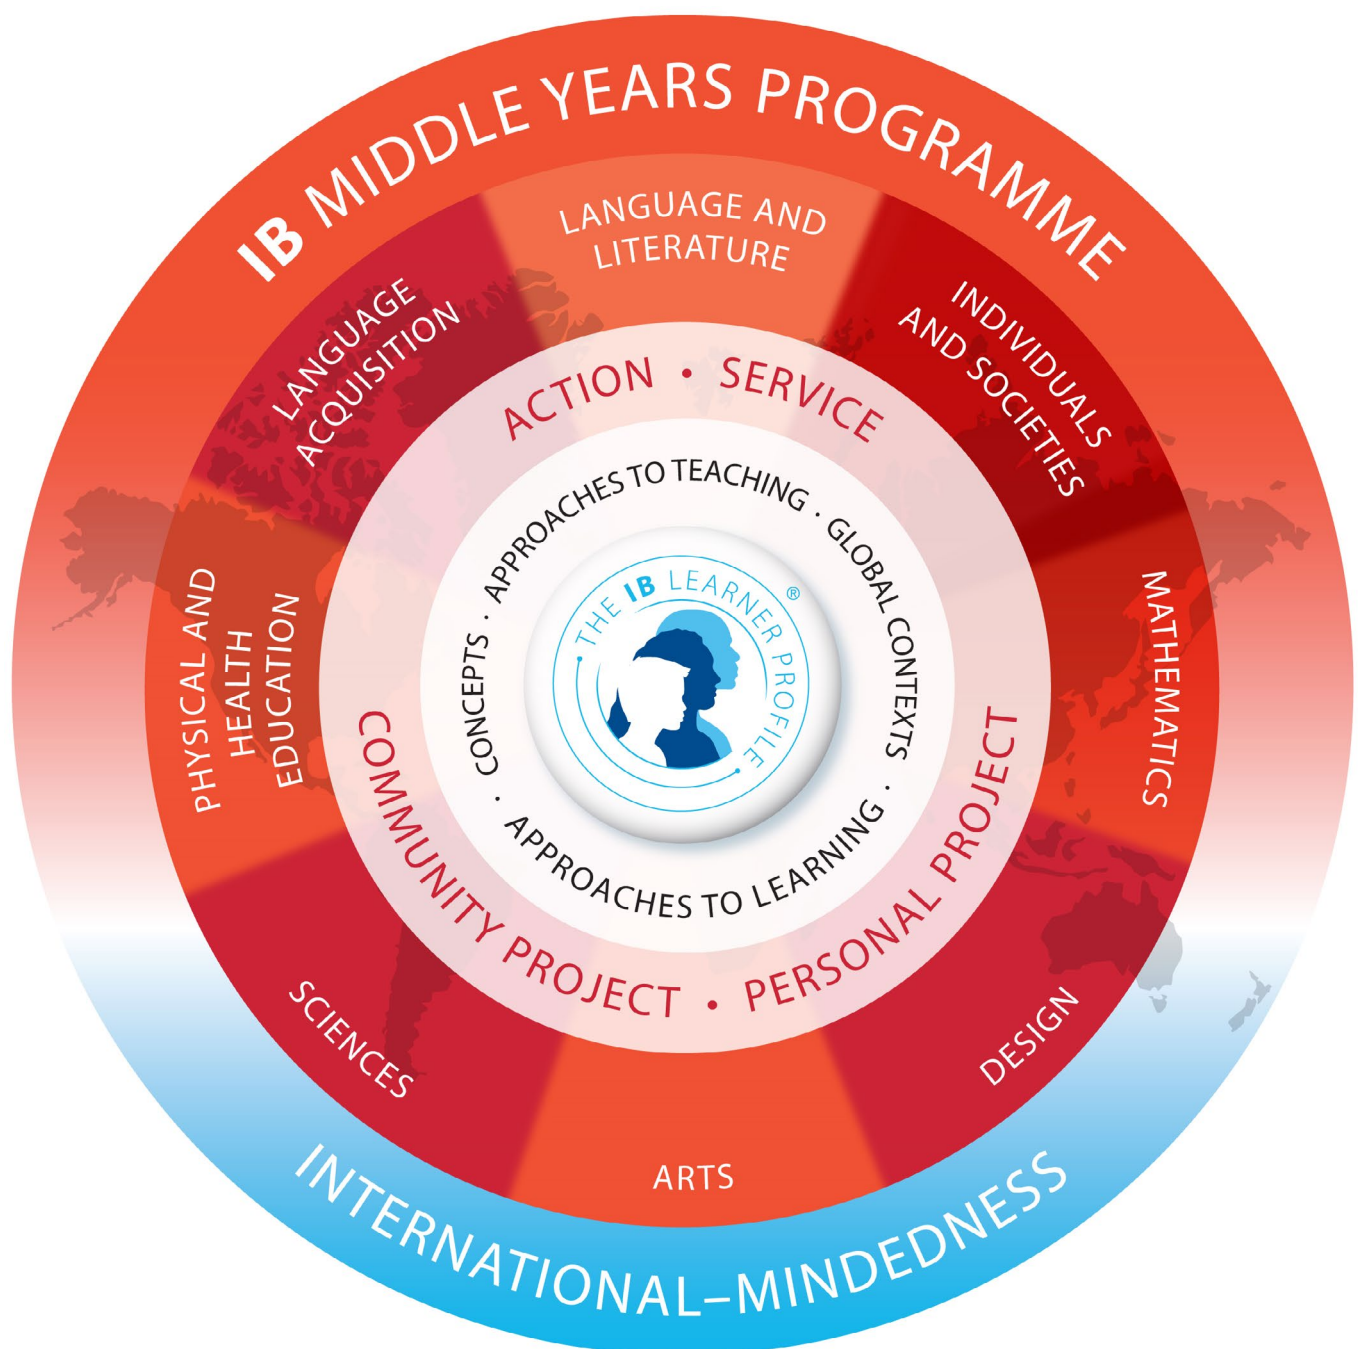 IB MIDDLE YEARS PROGRAMME
LANGUAGE AND
LITERATURE
INDIVIDUALS
AND SOCIETIES
MATHEMATICS
DESIGN
ARTS
SCIENCES
PHYSICAL AND
HEALTH
EDUCATION
LANGUAGE
ACQUISITION
ACTION • SERVICE
PERSONAL PROJECT
COMMUNITY PROJECT •
APPROACHES TO TEACHING ·
GLOBAL CONTEXTS ·
APPROACHES TO LEARNING ·
CONCEPTS ·
THE IB LEARNER PROFILE ®
INTERNATIONAL–MINDEDNESS